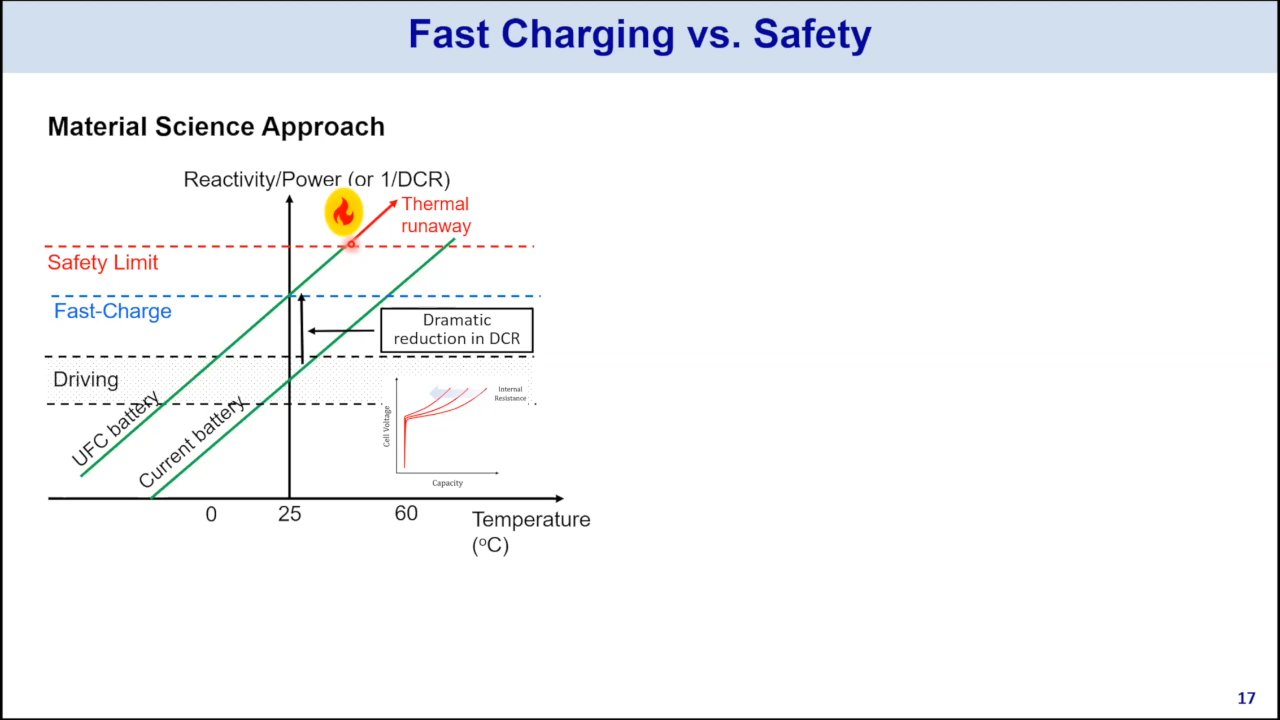 Fast Charging vs. Safety
Material Science Approach
Reactivity/Power (or 1/DCR)
Thermal
runaway
Safety Limit
Fast-Charge
Dramatic
reduction in DCR
Driving
UFC battery
Current battery
Internal
Resistance
Cell Voltage
Capacity
0
25
60
Temperature
(°C)
17